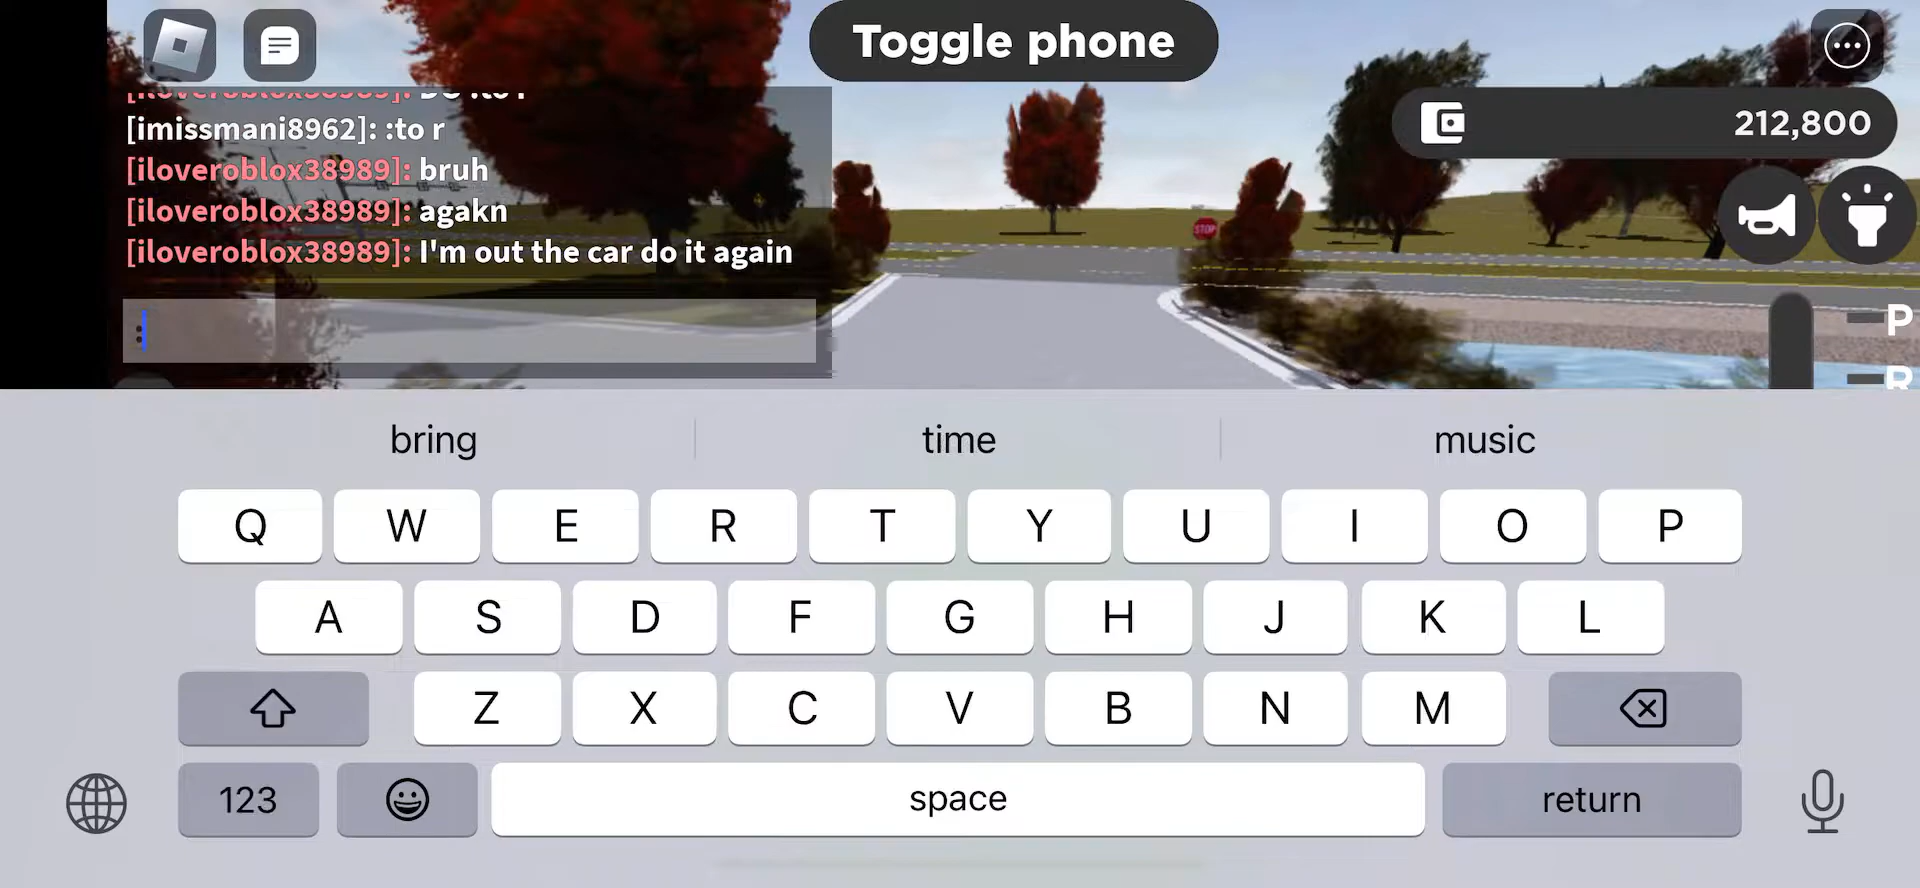 Toggle phone
212,800
[imissmani8962]: :to r
[iloveroblox38989]: bruh
[iloveroblox38989]: agakn
[iloveroblox38989]: I'm out the car do it again
:
STOP
P
R
bring time music
Q W E R T Y U I O P
A S D F G H J K L
Z X C V B N M
123 space return